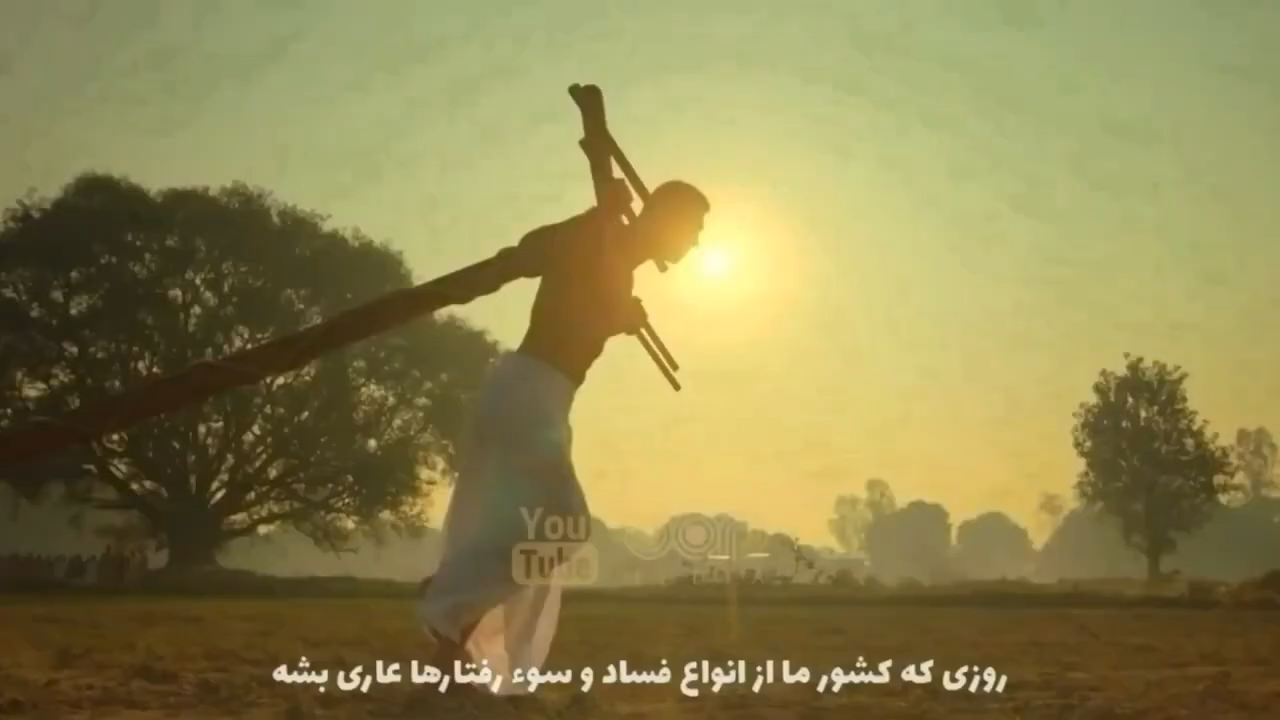 You
Tube
روزی که کشور ما از انواع فساد و سوء رفتارها عاری بشه